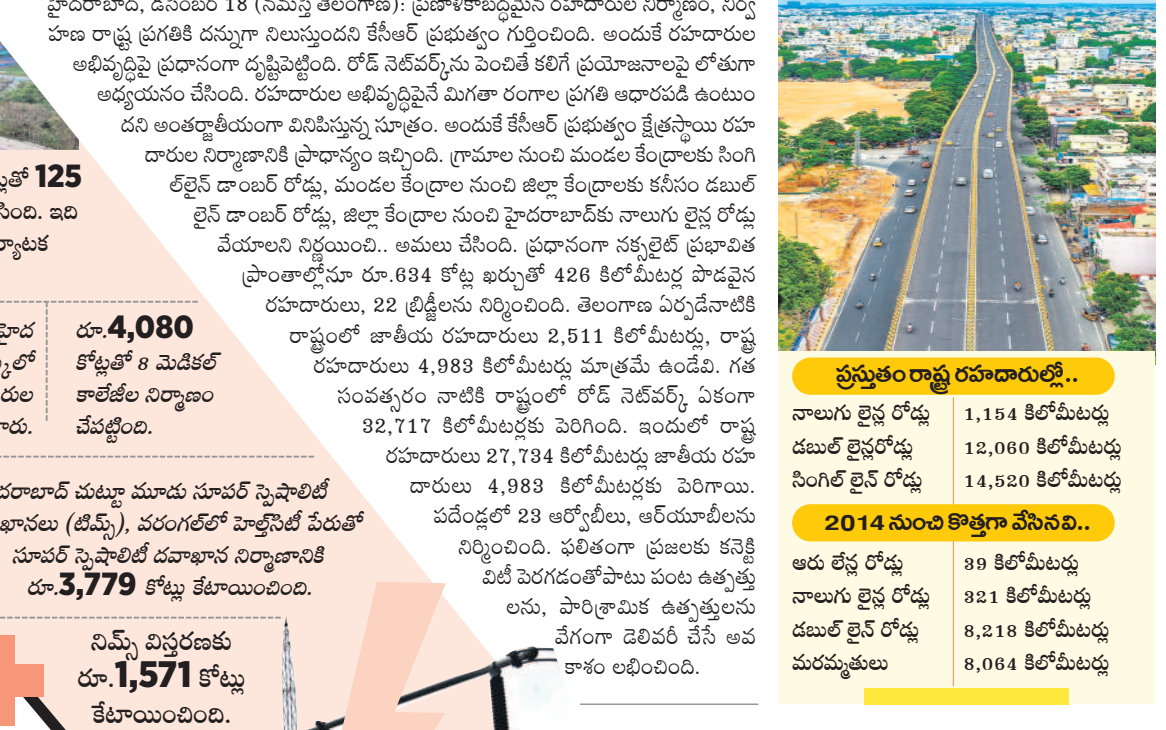 హైదరాబాద్, డిసెంబర్ 18 (నమస్తే తెలంగాణ): ప్రణాళికాబద్ధమైన రహదారుల నిర్మాణం, నిర్వ
హణ రాష్ట్ర ప్రగతికి దన్నుగా నిలుస్తుందని కేసీఆర్ ప్రభుత్వం గుర్తించింది. అందుకే రహదారుల
అభివృద్ధిపై ప్రధానంగా దృష్టిపెట్టింది. రోడ్ నెట్‌వర్క్‌ను పెంచితే కలిగే ప్రయోజనాలపై లోతుగా
అధ్యయనం చేసింది. రహదారుల అభివృద్ధిపైనే మిగతా రంగాల ప్రగతి ఆధారపడి ఉంటుం
దని అంతర్జాతీయంగా వినిపిస్తున్న సూత్రం. అందుకే కేసీఆర్ ప్రభుత్వం క్షేత్రస్థాయి రహ
దారుల నిర్మాణానికి ప్రాధాన్యం ఇచ్చింది. గ్రామాల నుంచి మండల కేంద్రాలకు సింగి
ల్‌లైన్ డాంబర్ రోడ్లు, మండల కేంద్రాల నుంచి జిల్లా కేంద్రాలకు కనీసం డబుల్
లైన్ డాంబర్ రోడ్లు, జిల్లా కేంద్రాల నుంచి హైదరాబాద్‌కు నాలుగు లైన్ల రోడ్లు
వేయాలని నిర్ణయించి.. అమలు చేసింది. ప్రధానంగా నక్సలైట్ ప్రభావిత
ప్రాంతాల్లోనూ రూ.634 కోట్ల ఖర్చుతో 426 కిలోమీటర్ల పొడవైన
రహదారులు, 22 బ్రిడ్జీలను నిర్మించింది. తెలంగాణ ఏర్పడేనాటికి
రాష్ట్రంలో జాతీయ రహదారులు 2,511 కిలోమీటర్లు, రాష్ట్ర
రహదారులు 4,983 కిలోమీటర్లు మాత్రమే ఉండేవి. గత
సంవత్సరం నాటికి రాష్ట్రంలో రోడ్ నెట్‌వర్క్ ఏకంగా
32,717 కిలోమీటర్లకు పెరిగింది. ఇందులో రాష్ట్ర
రహదారులు 27,734 కిలోమీటర్లు జాతీయ రహ
దారులు 4,983 కిలోమీటర్లకు పెరిగాయి.
పదేండ్లలో 23 ఆర్వోబీలు, ఆర్‌యూబీలను
నిర్మించింది. ఫలితంగా ప్రజలకు కనెక్టి
విటీ పెరగడంతోపాటు పంట ఉత్పత్తు
లను, పారిశ్రామిక ఉత్పత్తులను
వేగంగా డెలివరీ చేసే అవ
కాశం లభించింది.
125
ఇది
రూ.4,080
కోట్లతో 8 మెడికల్
కాలేజీల నిర్మాణం
చేపట్టింది.
చుట్టూ మూడు సూపర్ స్పెషాలిటీ
(టిమ్స్), వరంగల్‌లో హెల్త్‌సిటీ పేరుతో
సూపర్ స్పెషాలిటీ దవాఖాన నిర్మాణానికి
రూ.3,779 కోట్లు కేటాయించింది.
నిమ్స్ విస్తరణకు
రూ.1,571 కోట్లు
కేటాయించింది.
ప్రస్తుతం రాష్ట్ర రహదారుల్లో..
నాలుగు లైన్ల రోడ్లు 1,154 కిలోమీటర్లు
డబుల్ లైన్లరోడ్లు 12,060 కిలోమీటర్లు
సింగిల్ లైన్ రోడ్లు 14,520 కిలోమీటర్లు
2014 నుంచి కొత్తగా వేసినవి..
ఆరు లేన్ల రోడ్లు 39 కిలోమీటర్లు
నాలుగు లైన్ల రోడ్లు 321 కిలోమీటర్లు
డబుల్ లైన్ రోడ్లు 8,218 కిలోమీటర్లు
మరమ్మతులు 8,064 కిలోమీటర్లు